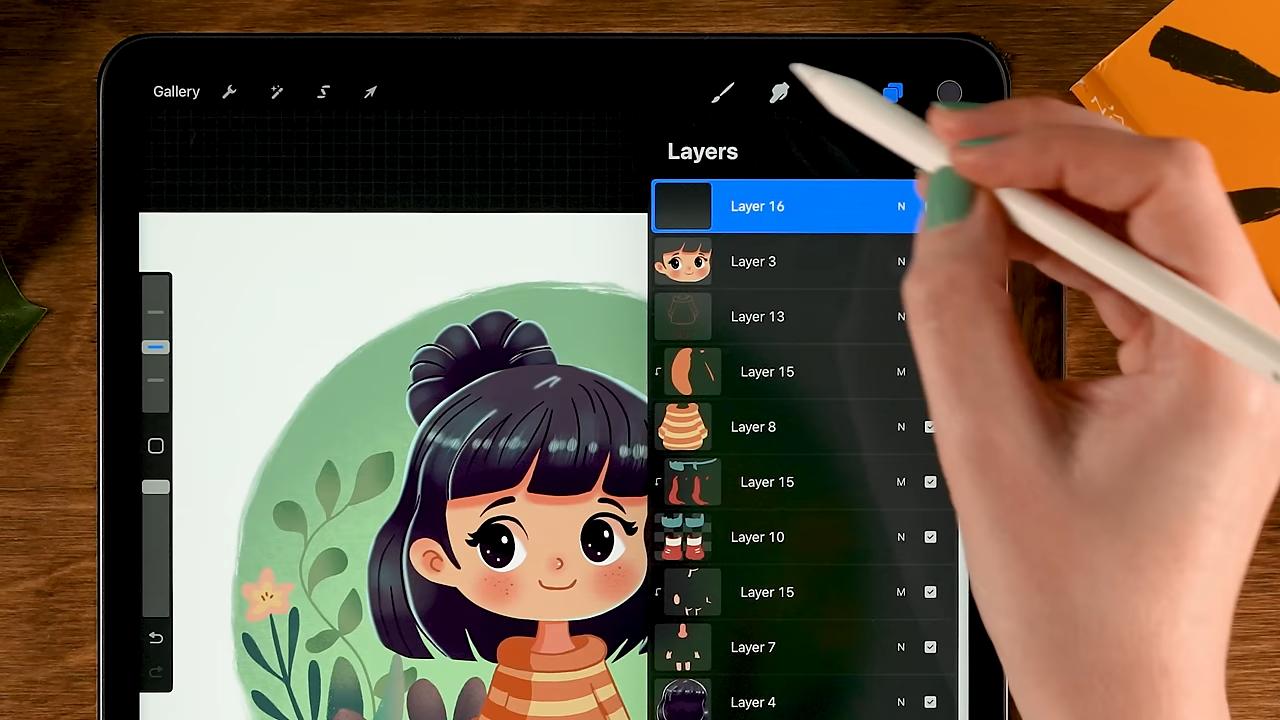 Gallery
Layers
Layer 16 N
Layer 3 N
Layer 13 N
Layer 15 M
Layer 8 N
Layer 15 M
Layer 10 N
Layer 15 M
Layer 7 N
Layer 4 N